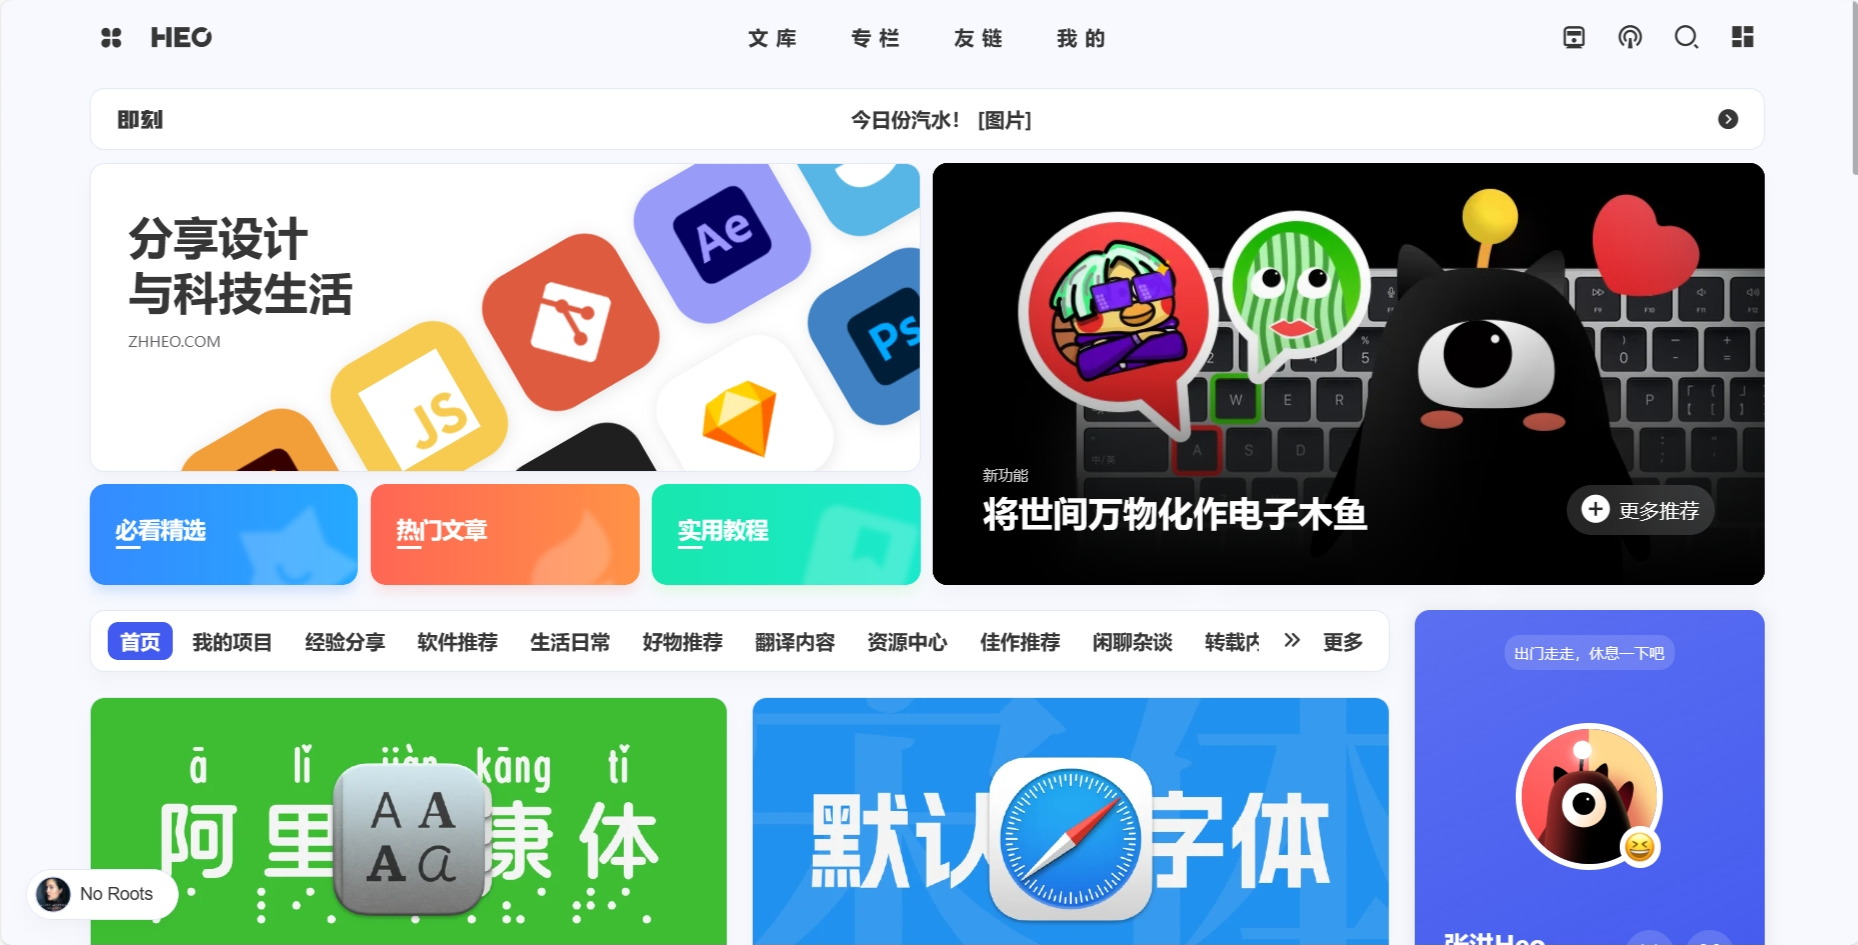 HEO
文库
专栏
友链
我的
即刻
今日份汽水！ [图片]
分享设计
与科技生活
ZHHEO.COM
Ae
Ps
JS
新功能
将世间万物化作电子木鱼
更多推荐
W E R
A S D
P
必看精选
热门文章
实用教程
首页
我的项目
经验分享
软件推荐
生活日常
好物推荐
翻译内容
资源中心
佳作推荐
闲聊杂谈
转载内
更多
出门走走，休息一下吧
ā lǐ kāng tǐ
阿里 康体
A A
A a
默认字体
张洪Heo
No Roots